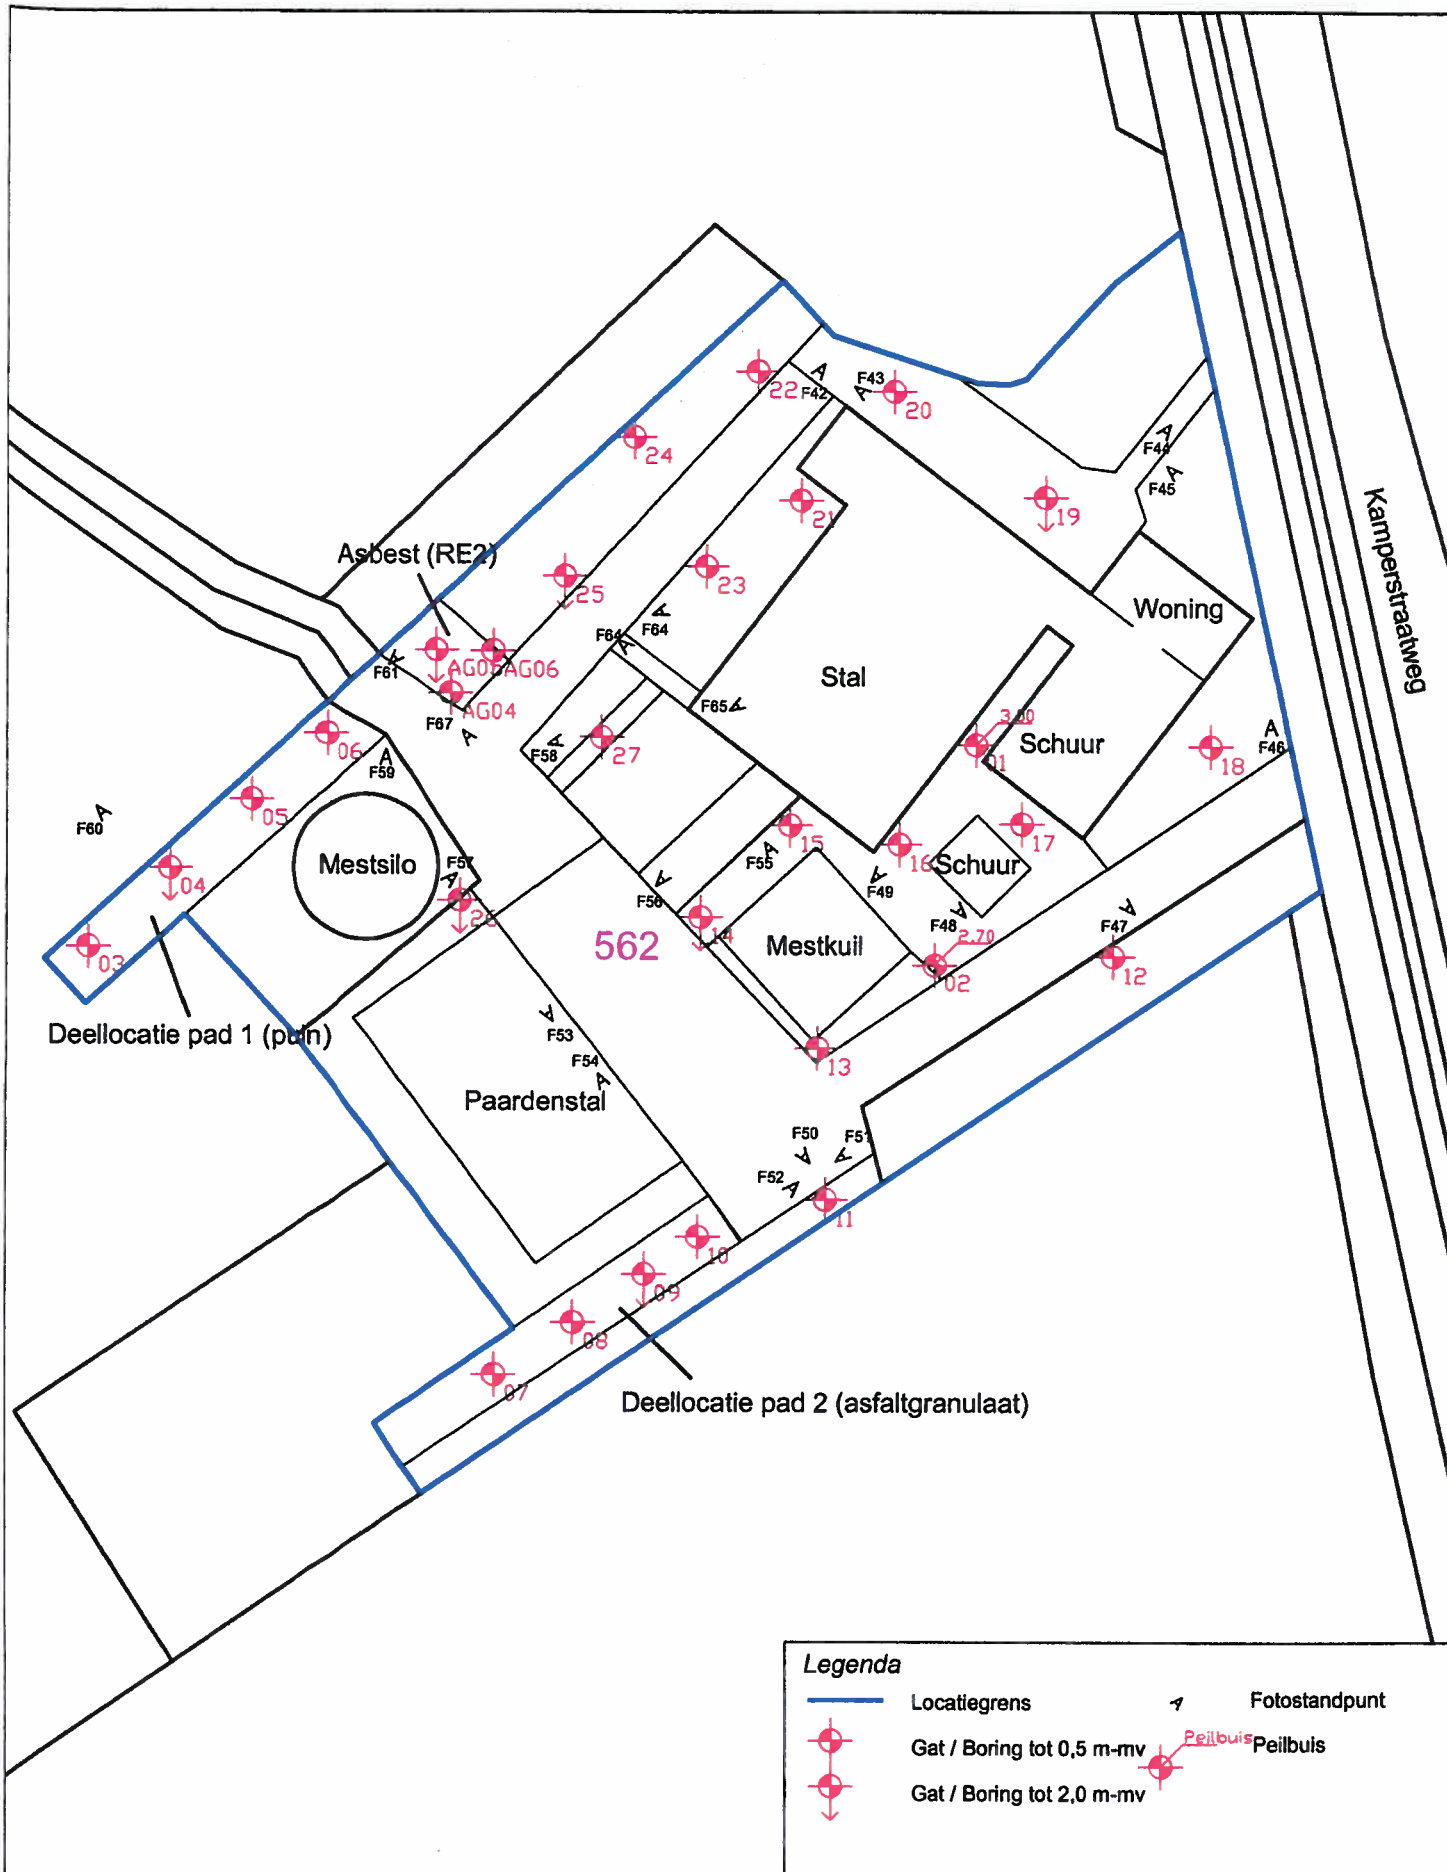 22
F42
F43
20
24
F44
F45
19
21
Kamperstraatweg
Asbest (RE2)
25
23
Woning
F64
F64
F61
AG05
AG06
AG04
Stal
F65
F67
3,00
01
Schuur
18
F46
06
F59
F58
27
05
F60
15
17
Mestsilo
F57
F55
16
Schuur
04
26
F56
F49
F48
F47
14
562
Mestkuil
2,70
02
12
03
Deellocatie pad 1 (puin)
F53
F54
13
Paardenstal
F50
F51
F52
11
10
09
08
07
Deellocatie pad 2 (asfaltgranulaat)
Legenda
Locatiegrens
Fotostandpunt
Gat / Boring tot 0,5 m-mv
Peilbuis
Peilbuis
Gat / Boring tot 2,0 m-mv